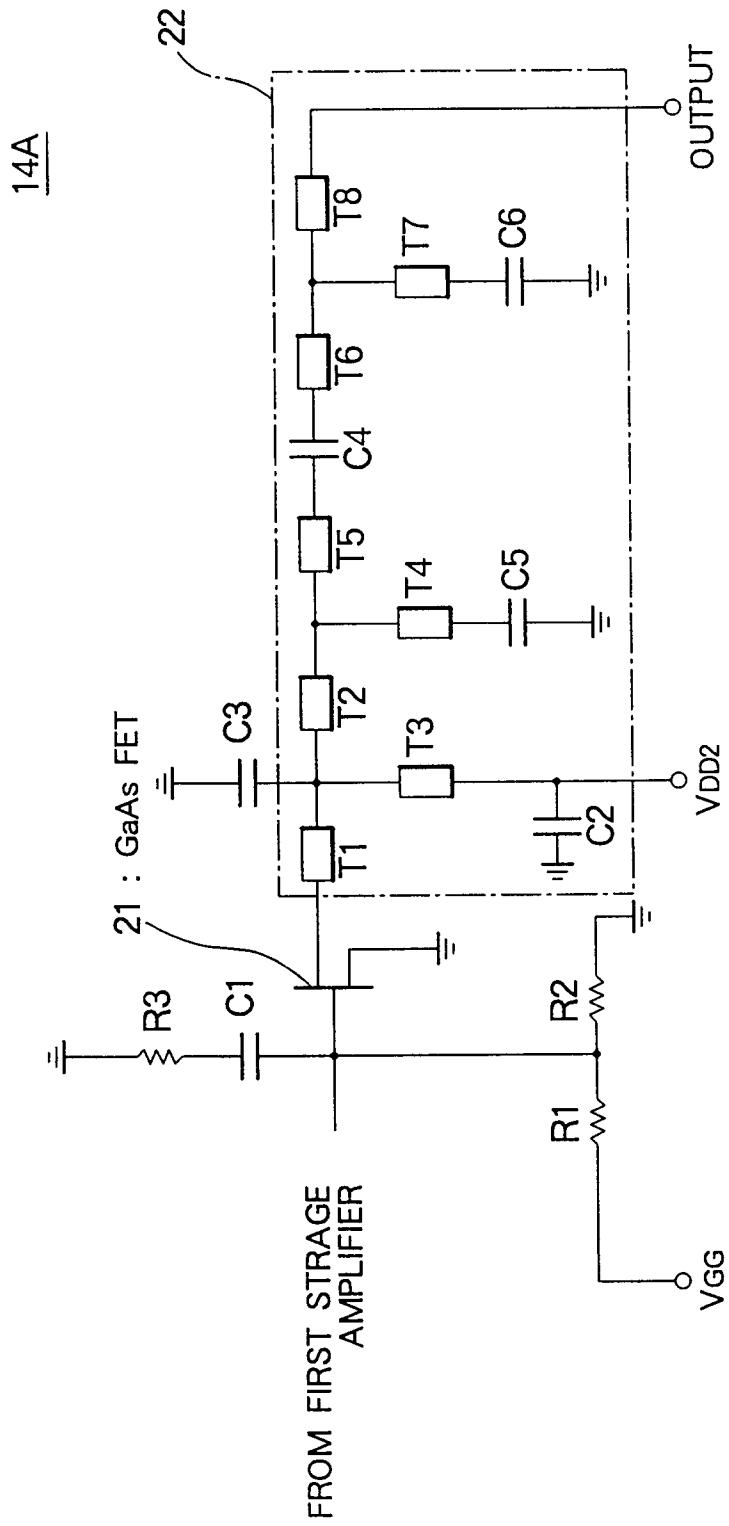 14A
22
21 : GaAs FET
R3
C1
C3
T1
T2
T5
C4
T6
T8
T3
T4
T7
C2
C5
C6
R1
R2
FROM FIRST STRAGE
AMPLIFIER
VGG
VDD2
OUTPUT